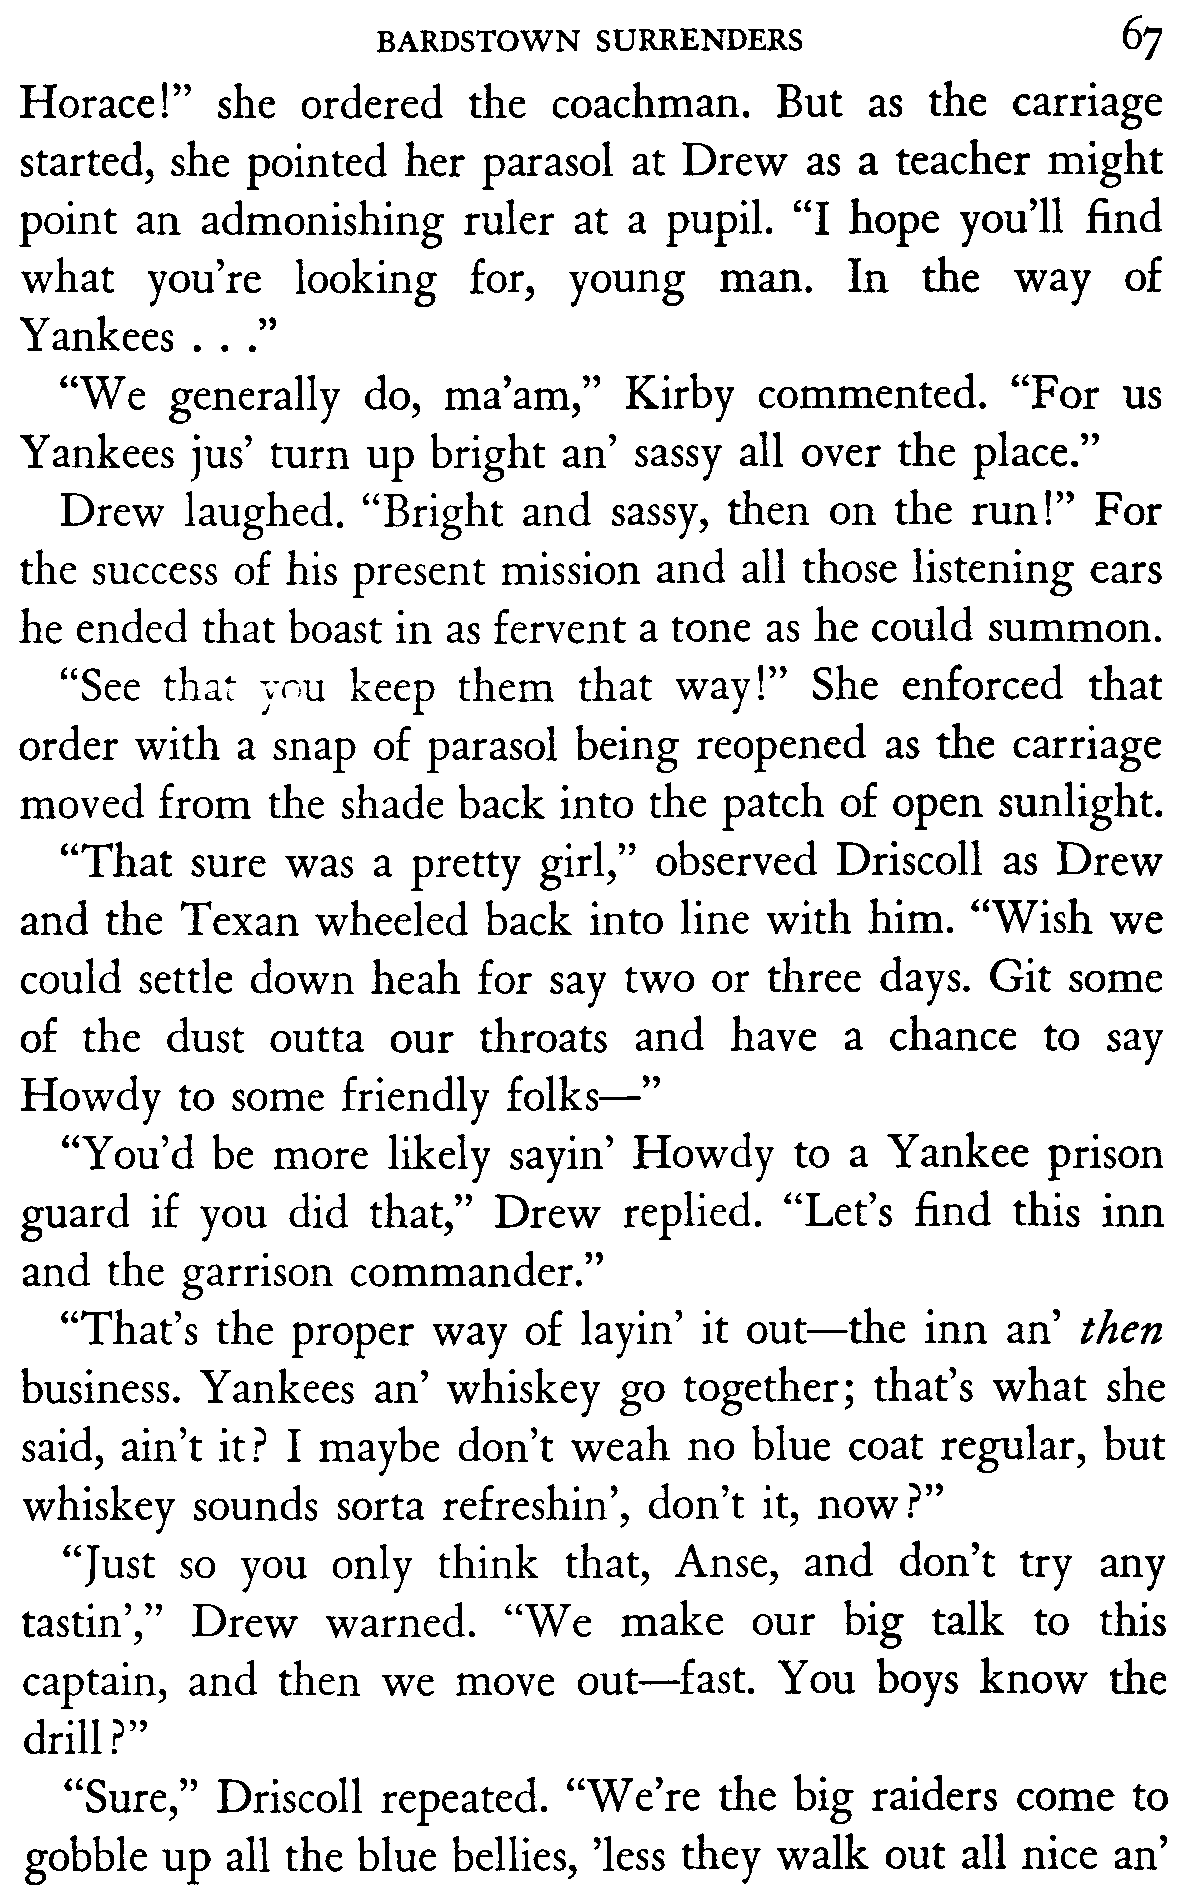 BARDSTOWN SURRENDERS 67
Horace!” she ordered the coachman. But as the carriage
started, she pointed her parasol at Drew as a teacher might
point an admonishing ruler at a pupil. “I hope you’ll find
what you’re looking for, young man. In the way of
Yankees . . .”
“We generally do, ma’am,” Kirby commented. “For us
Yankees jus’ turn up bright an’ sassy all over the place.”
Drew laughed. “Bright and sassy, then on the run!” For
the success of his present mission and all those listening ears
he ended that boast in as fervent a tone as he could summon.
“See that you keep them that way!” She enforced that
order with a snap of parasol being reopened as the carriage
moved from the shade back into the patch of open sunlight.
“That sure was a pretty girl,” observed Driscoll as Drew
and the Texan wheeled back into line with him. “Wish we
could settle down heah for say two or three days. Git some
of the dust outta our throats and have a chance to say
Howdy to some friendly folks—”
“You’d be more likely sayin’ Howdy to a Yankee prison
guard if you did that,” Drew replied. “Let’s find this inn
and the garrison commander.”
“That’s the proper way of layin’ it out—the inn an’ then
business. Yankees an’ whiskey go together; that’s what she
said, ain’t it? I maybe don’t weah no blue coat regular, but
whiskey sounds sorta refreshin’, don’t it, now?”
“Just so you only think that, Anse, and don’t try any
tastin’,” Drew warned. “We make our big talk to this
captain, and then we move out—fast. You boys know the
drill?”
“Sure,” Driscoll repeated. “We’re the big raiders come to
gobble up all the blue bellies, ’less they walk out all nice an’